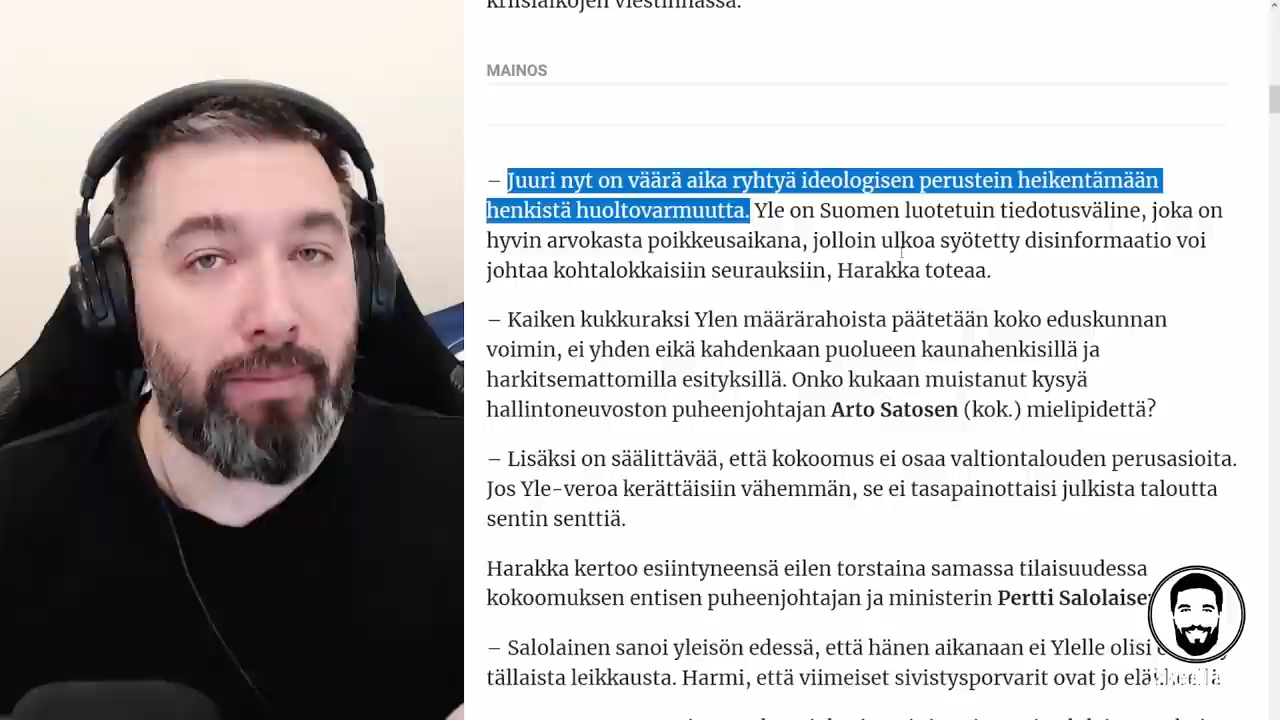 kriisiaikojen viestinnässä.
MAINOS
– Juuri nyt on väärä aika ryhtyä ideologisen perustein heikentämään
henkistä huoltovarmuutta. Yle on Suomen luotetuin tiedotusväline, joka on
hyvin arvokasta poikkeusaikana, jolloin ulkoa syötetty disinformaatio voi
johtaa kohtalokkaisiin seurauksiin, Harakka toteaa.
– Kaiken kukkuraksi Ylen määrärahoista päätetään koko eduskunnan
voimin, ei yhden eikä kahdenkaan puolueen kaunahenkisillä ja
harkitsemattomilla esityksillä. Onko kukaan muistanut kysyä
hallintoneuvoston puheenjohtajan Arto Satosen (kok.) mielipidettä?
– Lisäksi on säälittävää, että kokoomus ei osaa valtiontalouden perusasioita.
Jos Yle-veroa kerättäisiin vähemmän, se ei tasapainottaisi julkista taloutta
sentin senttiä.
Harakka kertoo esiintyneensä eilen torstaina samassa tilaisuudessa
kokoomuksen entisen puheenjohtajan ja ministerin Pertti Salolaisen
– Salolainen sanoi yleisön edessä, että hänen aikanaan ei Ylelle olisi
tällaista leikkausta. Harmi, että viimeiset sivistysporvarit ovat jo